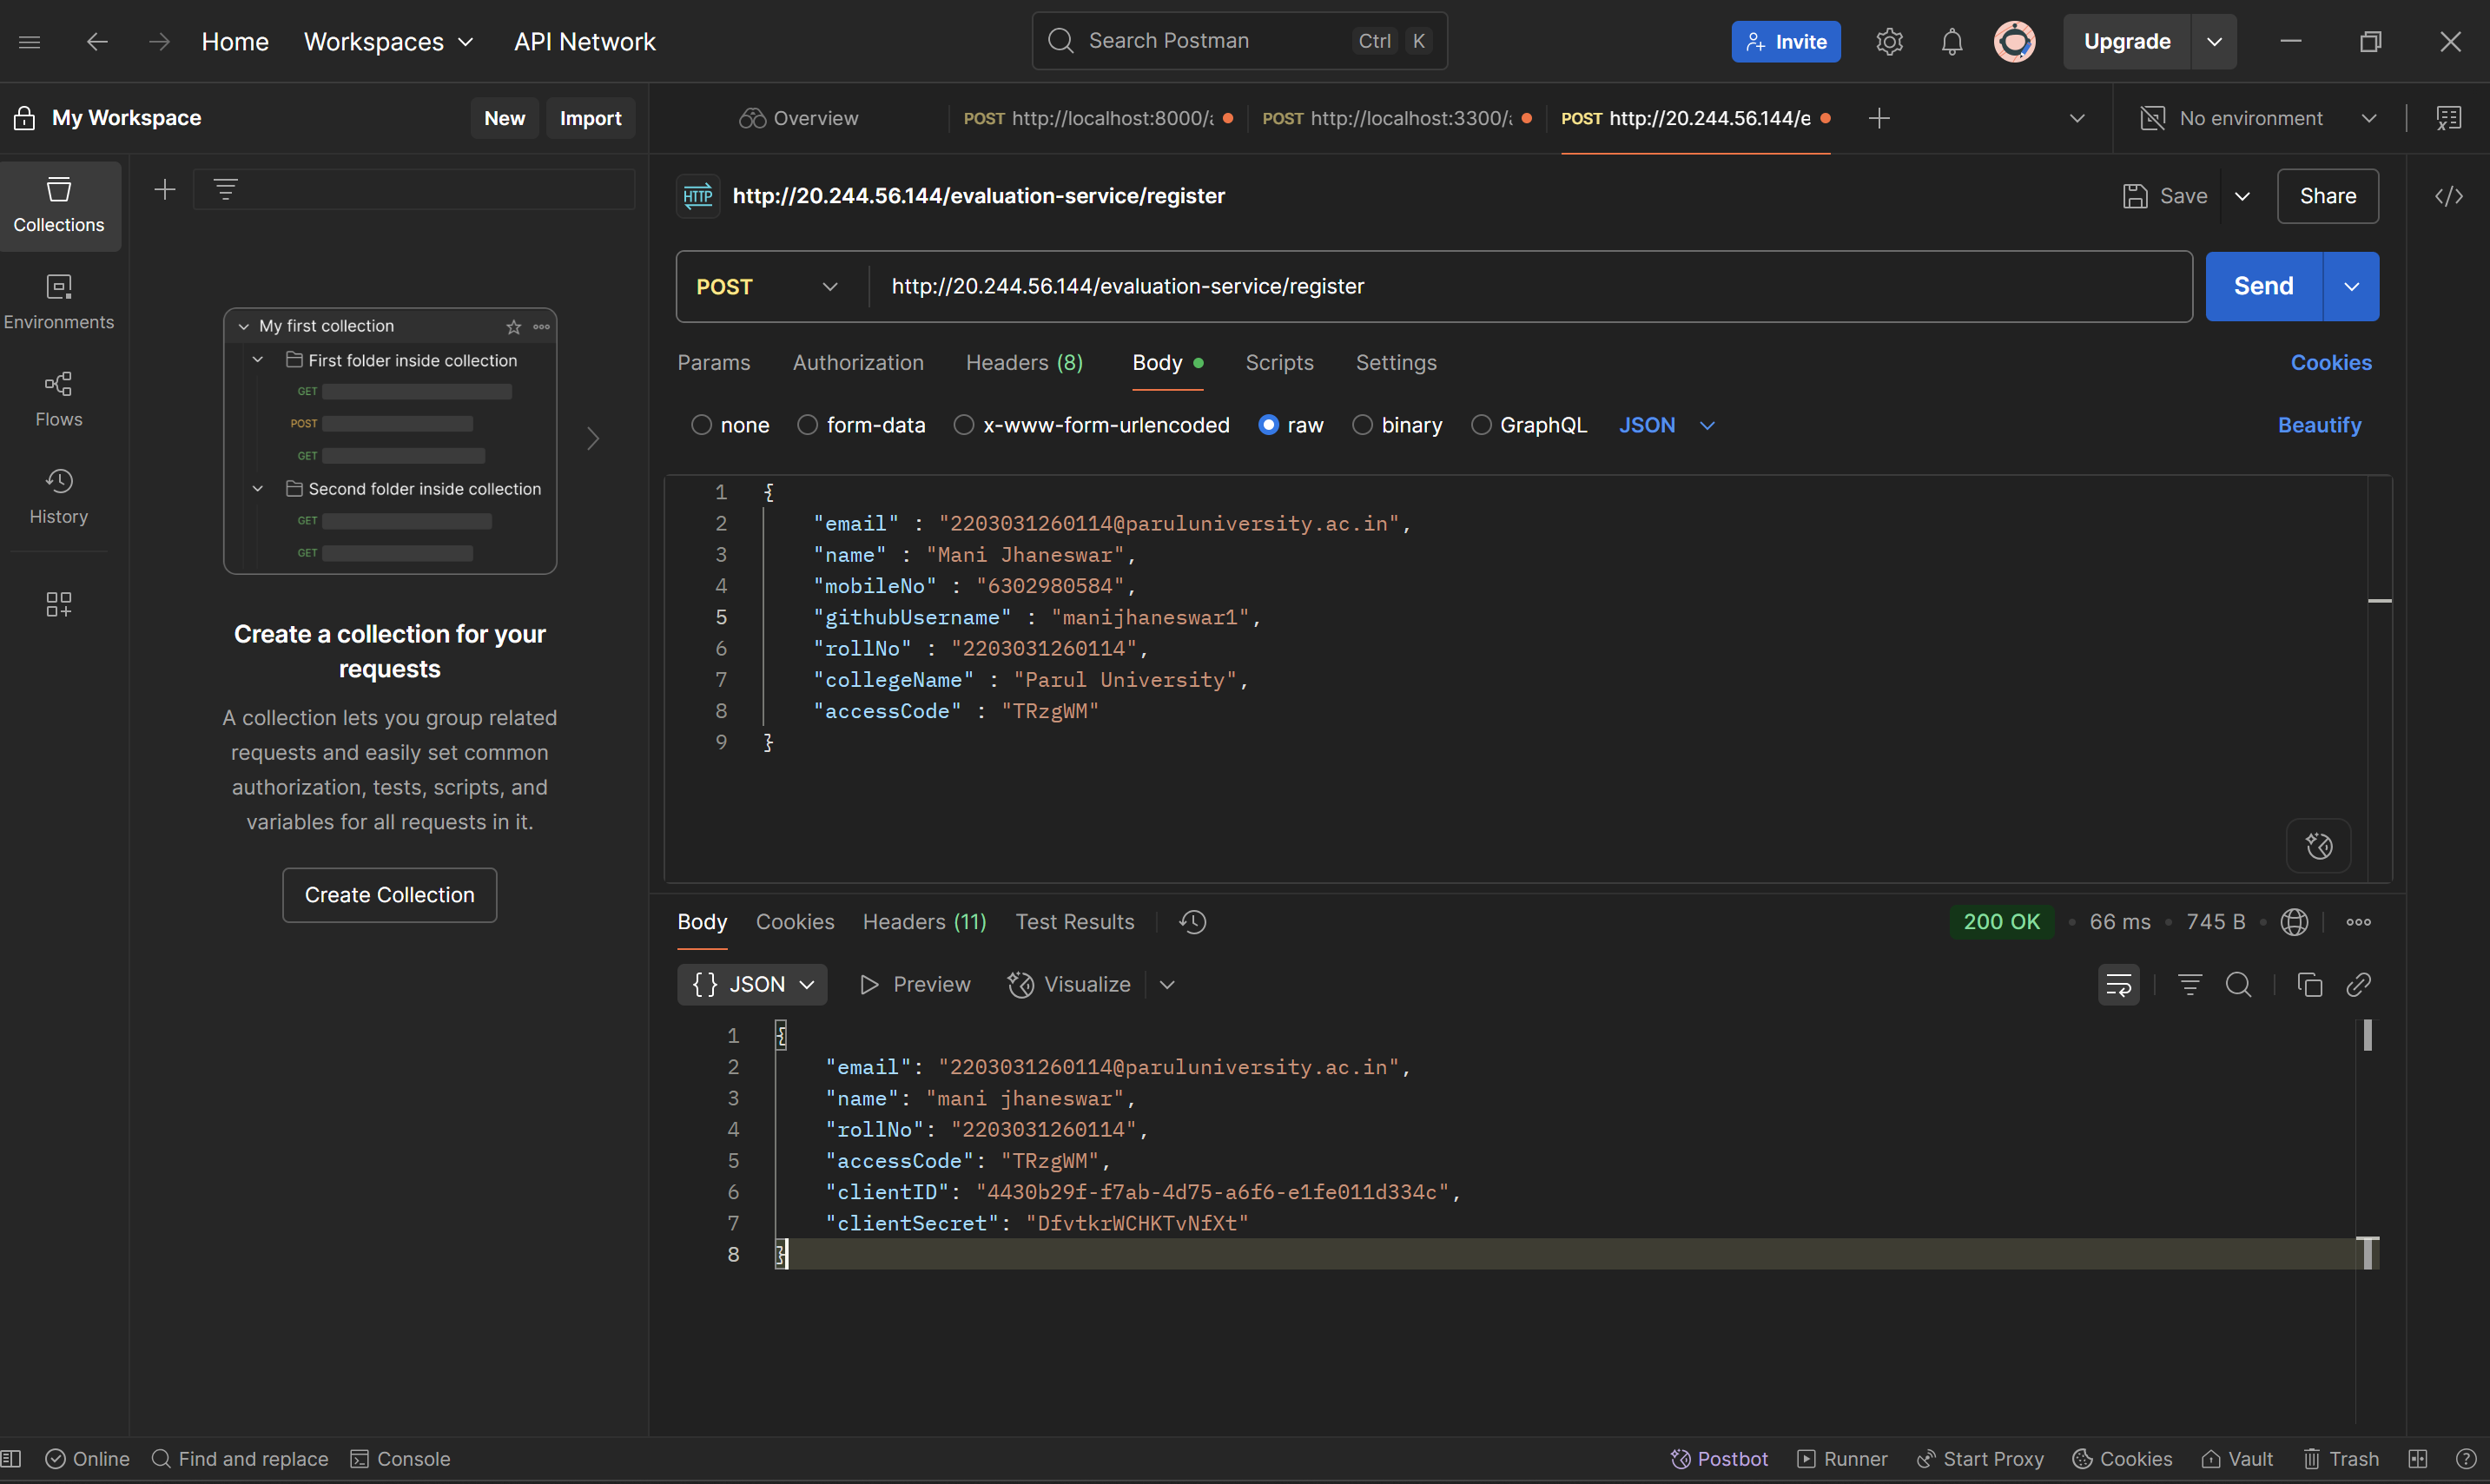 Home Workspaces API Network Search Postman Ctrl K Invite Upgrade
My Workspace New Import Overview POST http://localhost:8000/a POST http://localhost:3300/a POST http://20.244.56.144/e No environment
Collections
Environments
Flows
History
My first collection
First folder inside collection
GET
POST
GET
Second folder inside collection
GET
GET
Create a collection for your
requests
A collection lets you group related
requests and easily set common
authorization, tests, scripts, and
variables for all requests in it.
Create Collection
HTTP http://20.244.56.144/evaluation-service/register Save Share
POST http://20.244.56.144/evaluation-service/register Send
Params Authorization Headers (8) Body Scripts Settings Cookies
none form-data x-www-form-urlencoded raw binary GraphQL JSON Beautify
1 {
2 "email" : "2203031260114@paruluniversity.ac.in",
3 "name" : "Mani Jhaneswar",
4 "mobileNo" : "6302980584",
5 "githubUsername" : "manijhaneswar1",
6 "rollNo" : "2203031260114",
7 "collegeName" : "Parul University",
8 "accessCode" : "TRzgWM"
9 }
Body Cookies Headers (11) Test Results 200 OK 66 ms 745 B
{} JSON Preview Visualize
1 {
2 "email": "2203031260114@paruluniversity.ac.in",
3 "name": "mani jhaneswar",
4 "rollNo": "2203031260114",
5 "accessCode": "TRzgWM",
6 "clientID": "4430b29f-f7ab-4d75-a6f6-e1fe011d334c",
7 "clientSecret": "DfvtkrWCHKTvNfXt"
8 }
Online Find and replace Console Postbot Runner Start Proxy Cookies Vault Trash